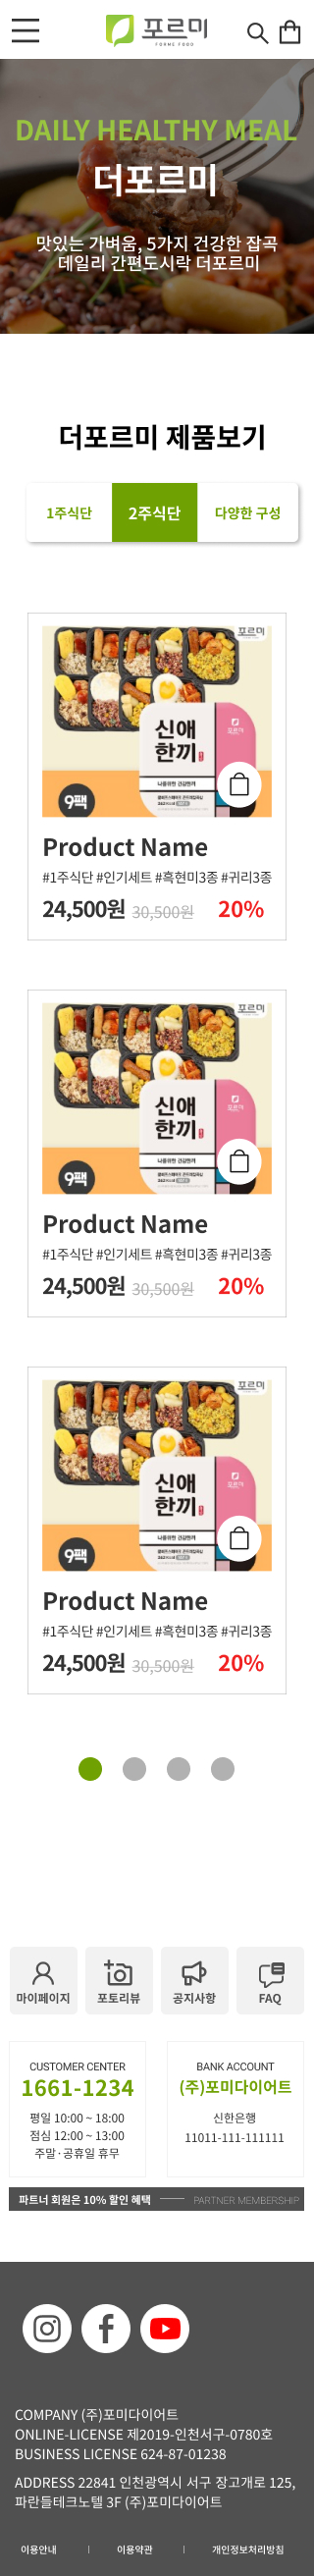 포르미
FORME FOOD
DAILY HEALTHY MEAL
더포르미
맛있는 가벼움, 5가지 건강한 잡곡
데일리 간편도시락 더포르미
더포르미 제품보기
1주식단
2주식단
다양한 구성
포르미
신애
한끼
9팩
Product Name
#1주식단 #인기세트 #흑현미3종 #귀리3종
24,500원 30,500원 20%
포르미
신애
한끼
9팩
Product Name
#1주식단 #인기세트 #흑현미3종 #귀리3종
24,500원 30,500원 20%
포르미
신애
한끼
9팩
Product Name
#1주식단 #인기세트 #흑현미3종 #귀리3종
24,500원 30,500원 20%
마이페이지
포토리뷰
공지사항
FAQ
CUSTOMER CENTER
1661-1234
평일 10:00 ~ 18:00
점심 12:00 ~ 13:00
주말·공휴일 휴무
BANK ACCOUNT
(주)포미다이어트
신한은행
11011-111-111111
파트너 회원은 10% 할인 혜택 PARTNER MEMBERSHIP
COMPANY (주)포미다이어트
ONLINE-LICENSE 제2019-인천서구-0780호
BUSINESS LICENSE 624-87-01238
ADDRESS 22841 인천광역시 서구 장고개로 125,
파란들테크노텔 3F (주)포미다이어트
이용안내 | 이용약관 | 개인정보처리방침